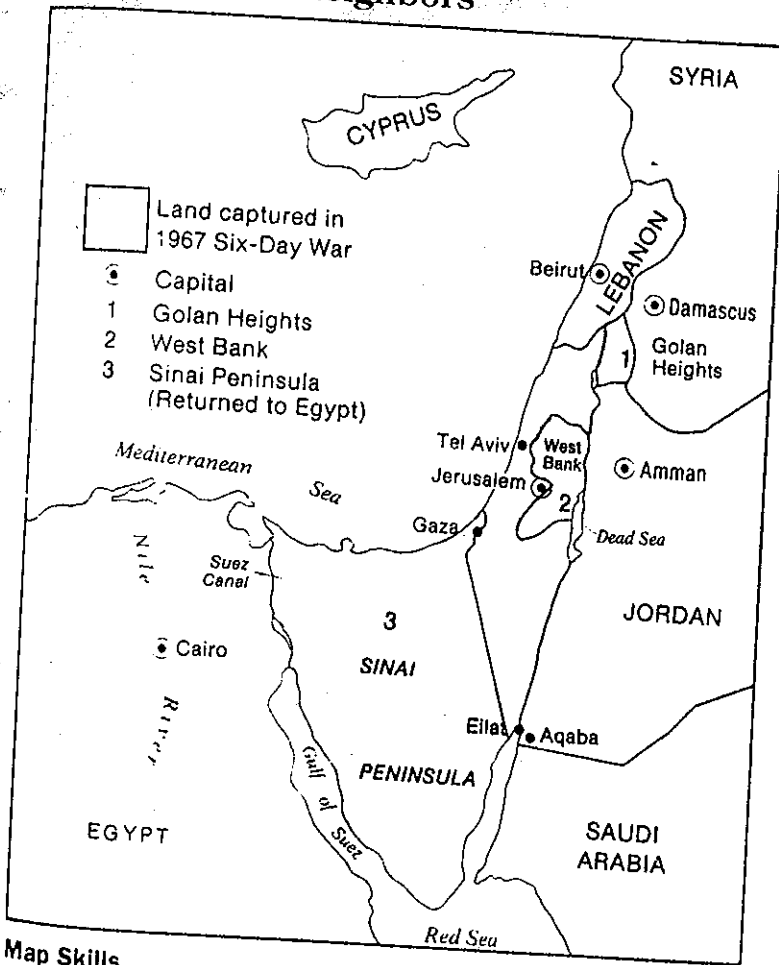 SYRIA
CYPRUS
Land captured in
1967 Six-Day War
Capital
1 Golan Heights
2 West Bank
3 Sinai Peninsula
(Returned to Egypt)
Beirut
LEBANON
Damascus
1
Golan
Heights
Mediterranean
Sea
Tel Aviv
West
Bank
Jerusalem
2
Amman
Gaza
Dead Sea
Nile
River
Suez
Canal
3
SINAI
PENINSULA
JORDAN
Cairo
Eilat
Aqaba
Gulf of Suez
EGYPT
SAUDI
ARABIA
Red Sea
Map Skills